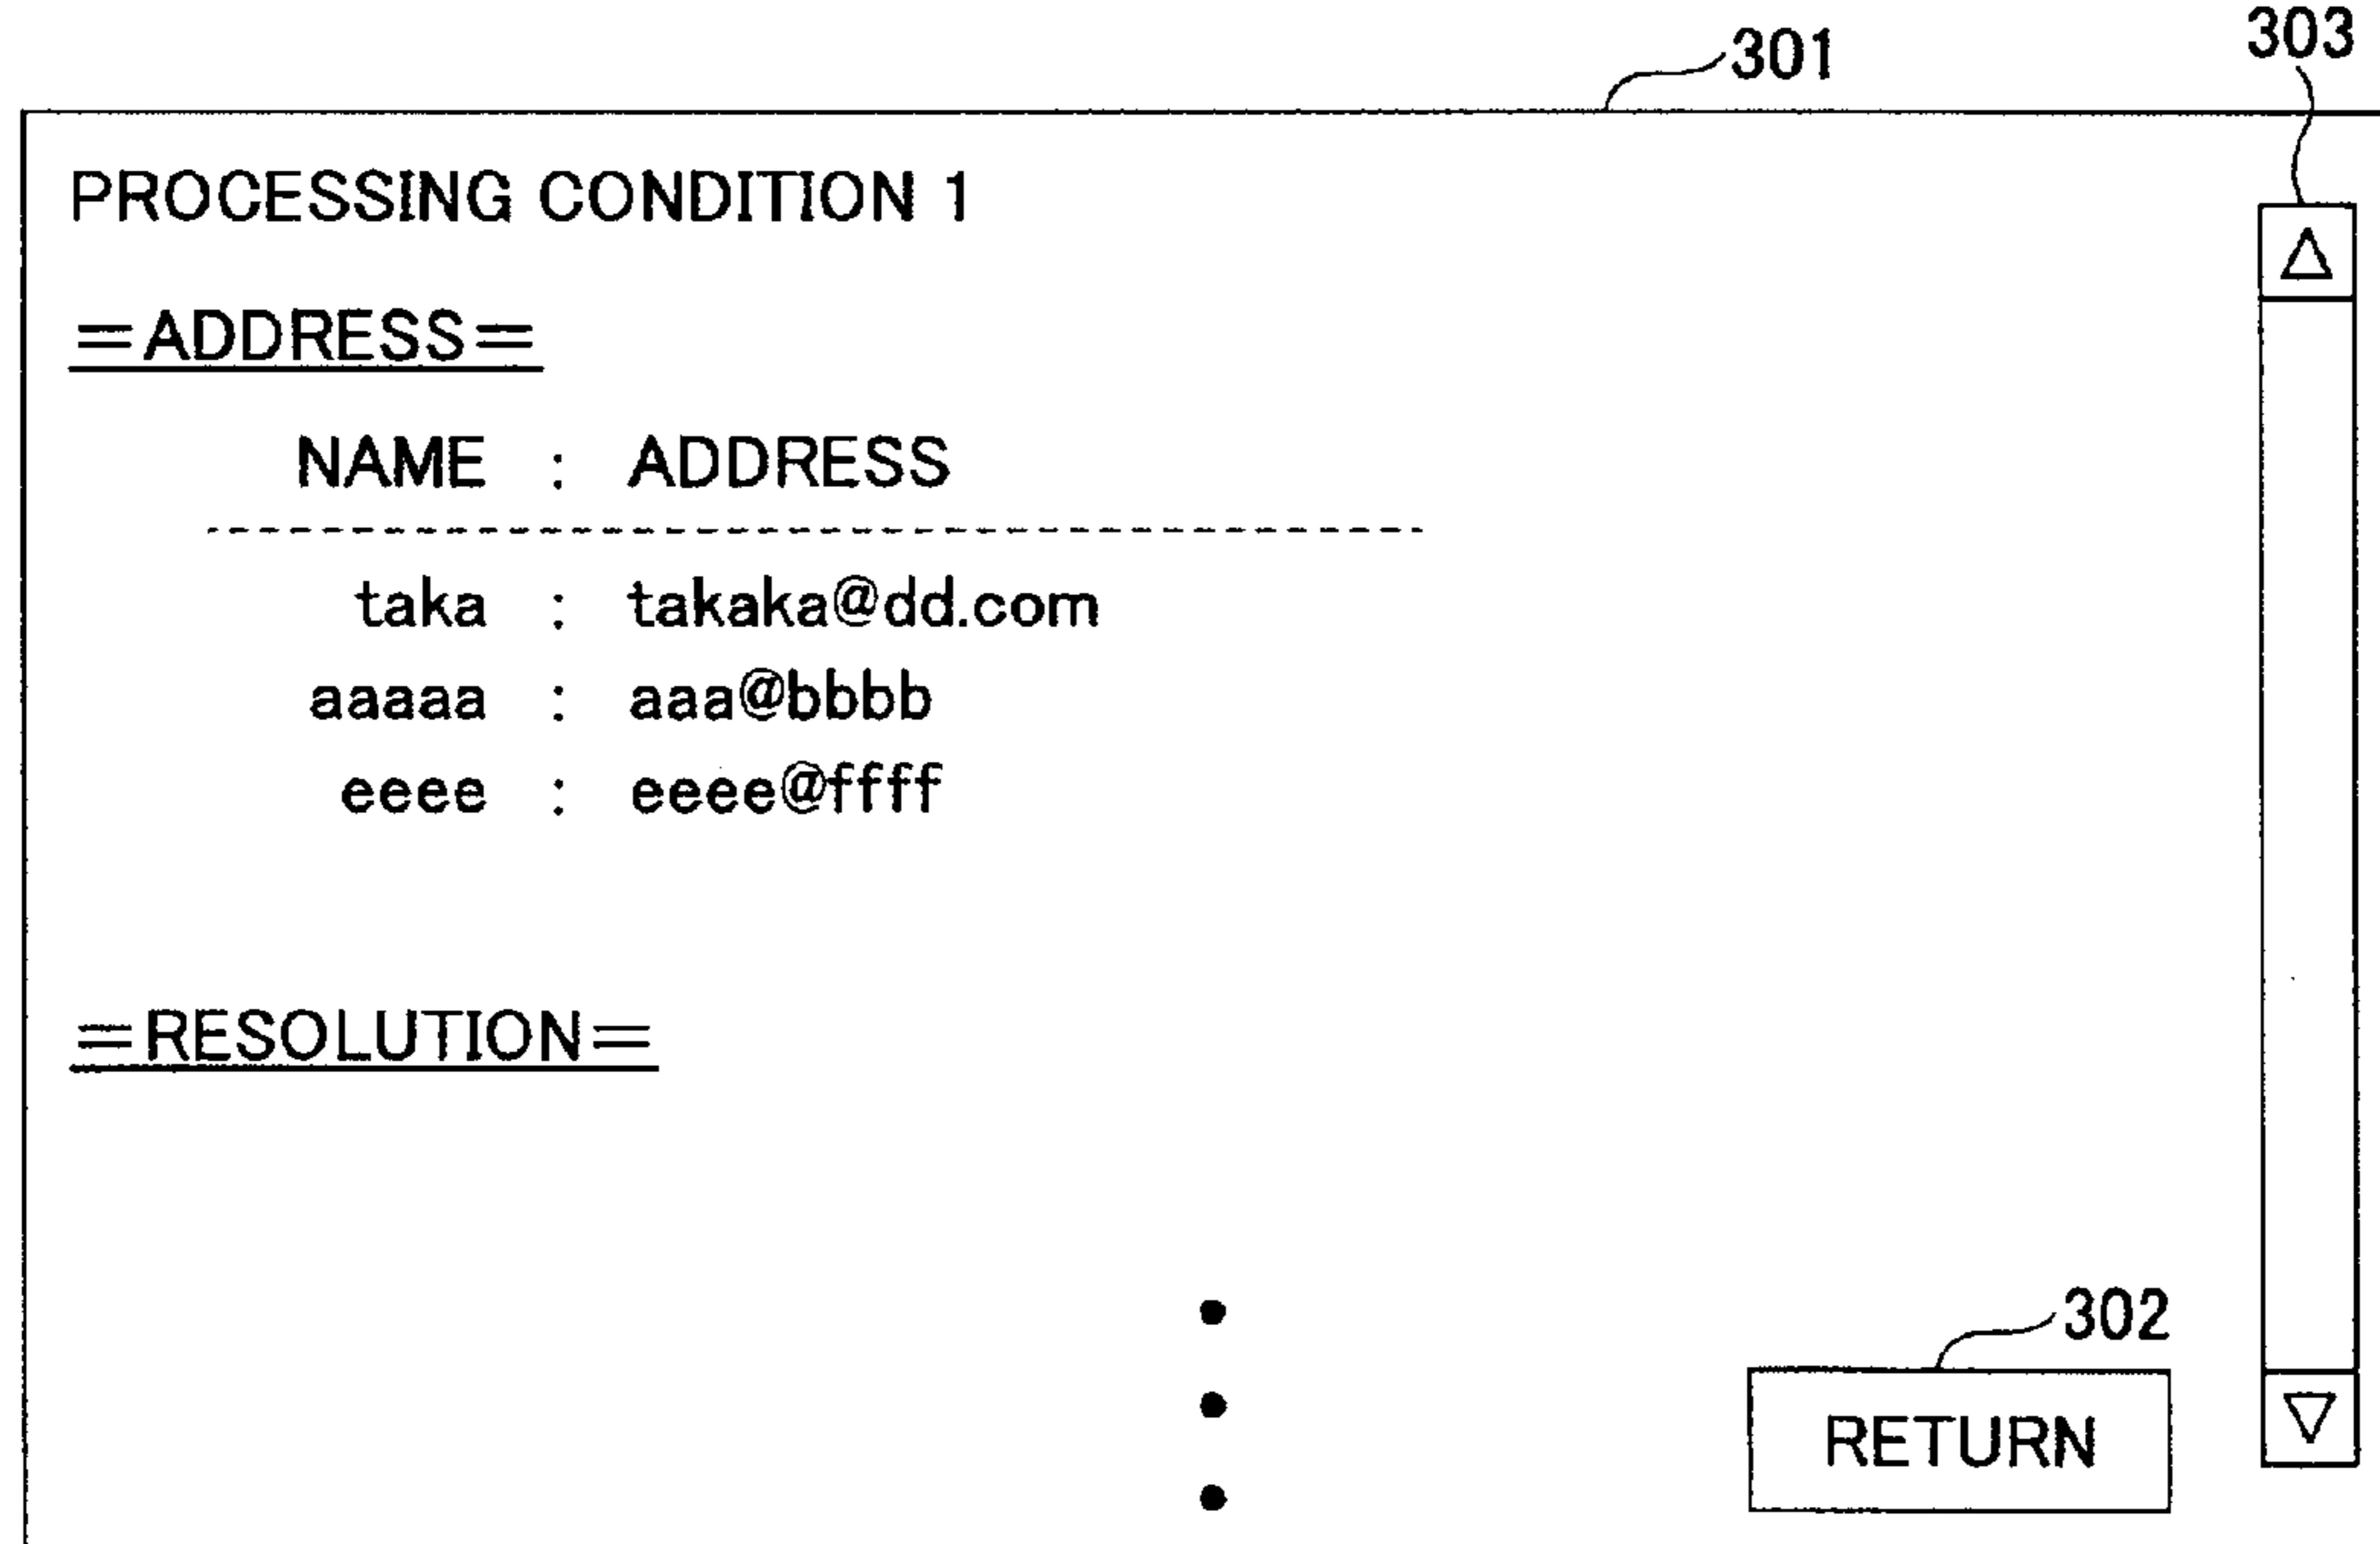 301
303
PROCESSING CONDITION 1
=ADDRESS=
NAME : ADDRESS
taka : takaka@dd.com
aaaaa : aaa@bbbb
eeee : eeee@ffff
=RESOLUTION=
302
RETURN